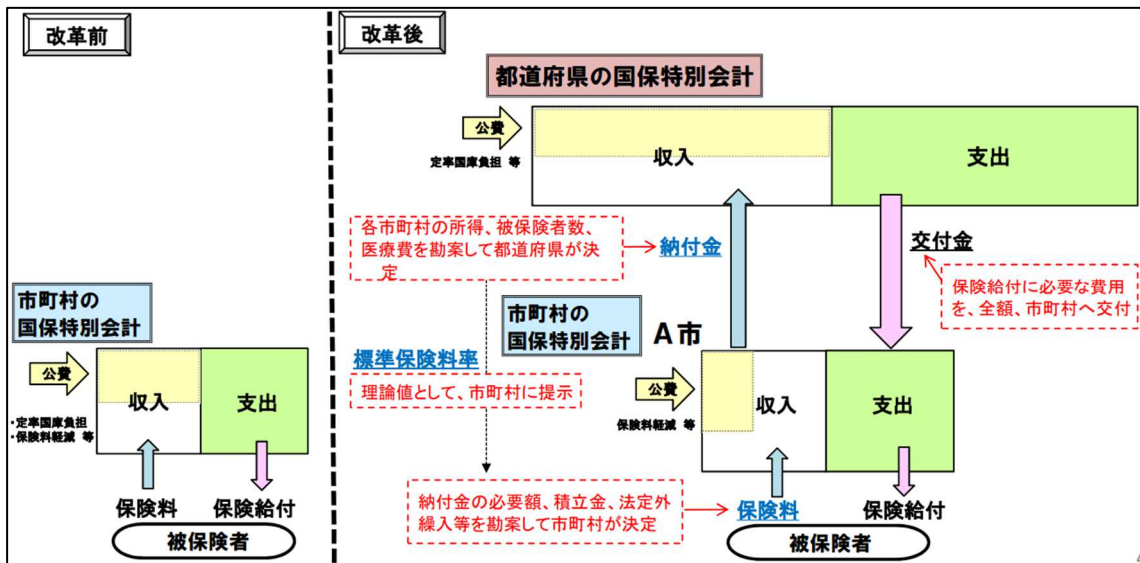 改革前
市町村の
国保特別会計
公費
・定率国庫負担
・保険料軽減 等
収入
支出
保険料
保険給付
被保険者
改革後
都道府県の国保特別会計
公費
定率国庫負担 等
収入
支出
各市町村の所得、被保険者数、
医療費を勘案して都道府県が決
定
納付金
交付金
保険給付に必要な費用
を、全額、市町村へ交付
市町村の
国保特別会計
A市
標準保険料率
理論値として、市町村に提示
公費
保険料軽減 等
収入
支出
納付金の必要額、積立金、法定外
繰入等を勘案して市町村が決定
保険料
保険給付
被保険者
4